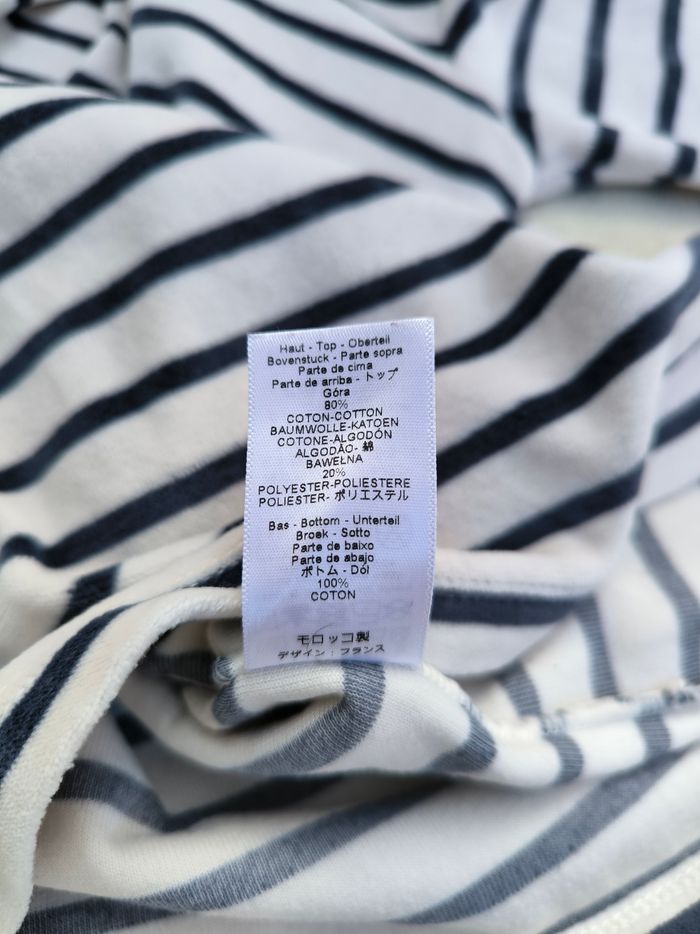 Haut - Top - Oberteil
Bovenstuck - Parte sopra
Parte de cima
Parte de arriba - トップ
Góra
80%
COTON-COTTON
BAUMWOLLE-KATOEN
COTONE-ALGODÓN
ALGODÃO- 綿
BAWEŁNA
20%
POLYESTER-POLIESTERE
POLIESTER- ポリエステル
Bas - Bottom - Unterteil
Broek - Sotto
Parte de baixo
Parte de abajo
ボトム - Dól
100%
COTON
モロッコ製
デザイン : フランス